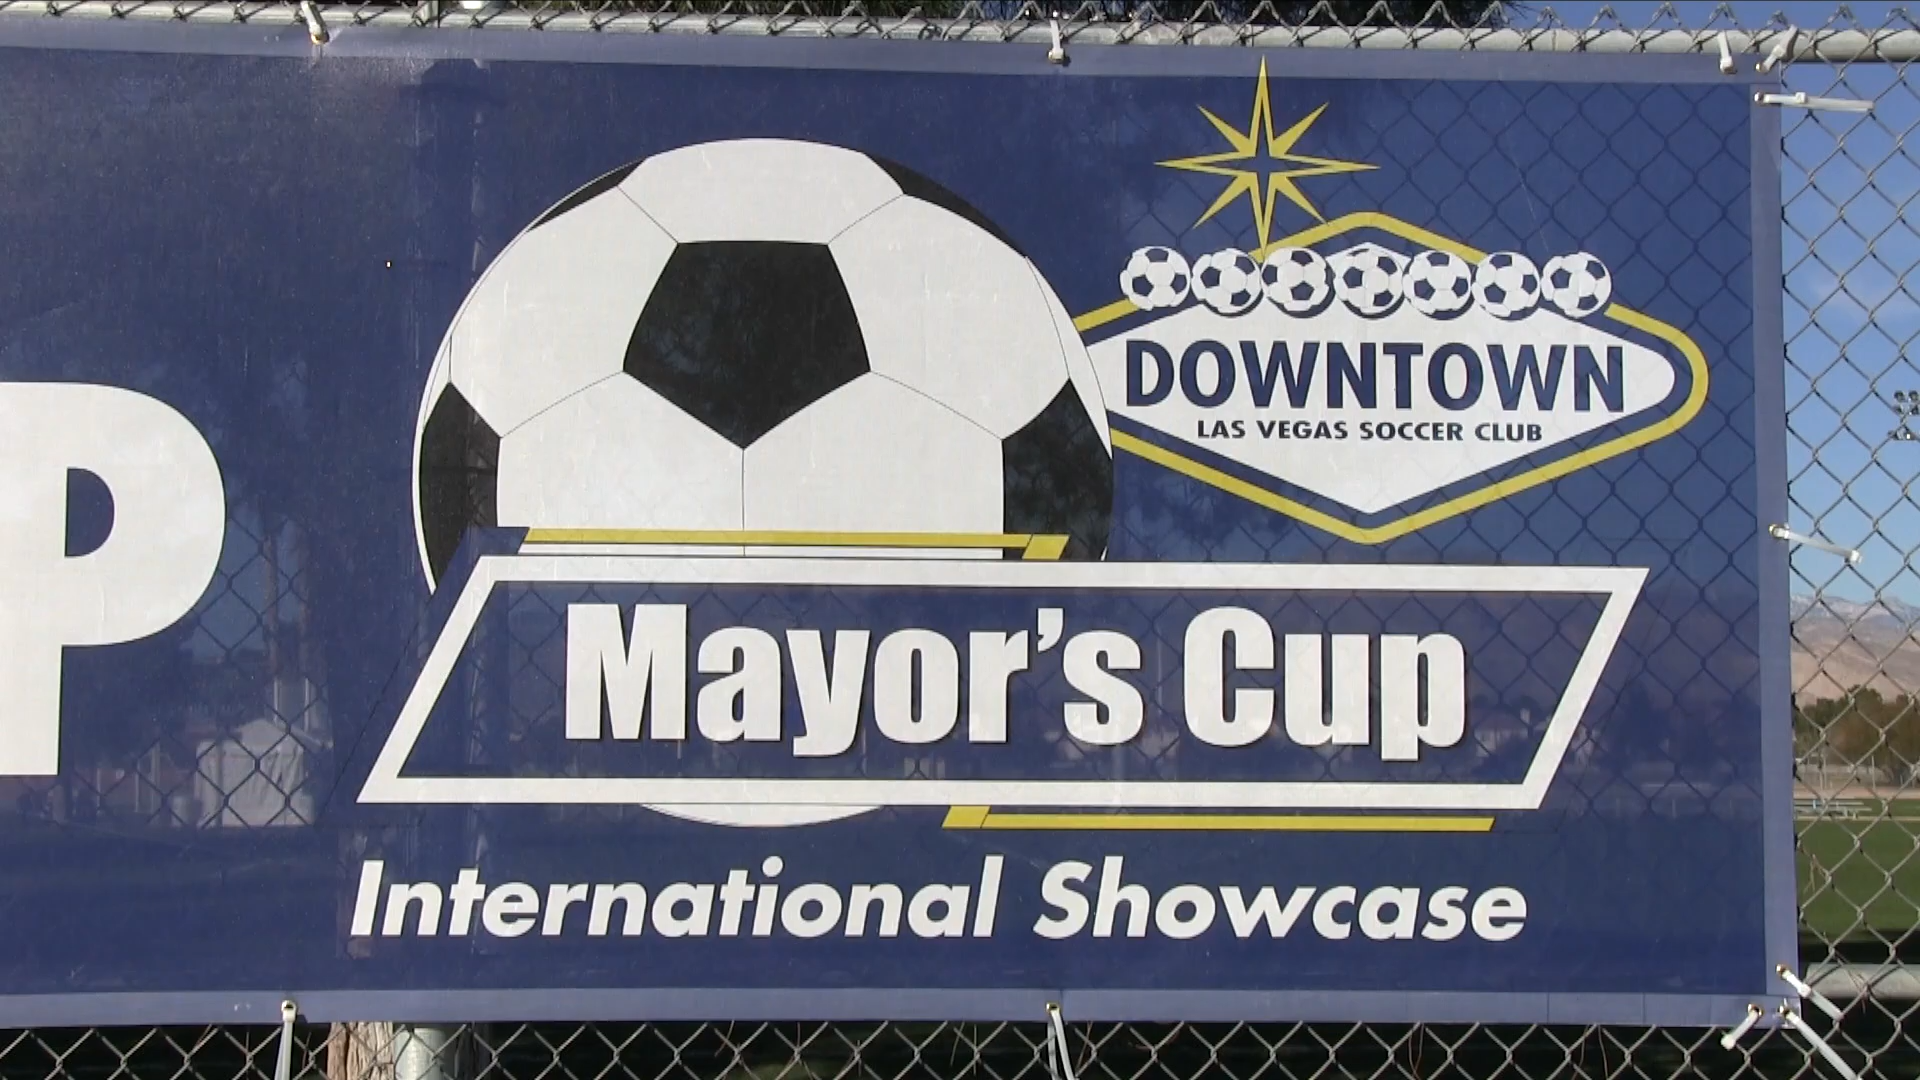 P
DOWNTOWN
LAS VEGAS SOCCER CLUB
Mayor's Cup
International Showcase